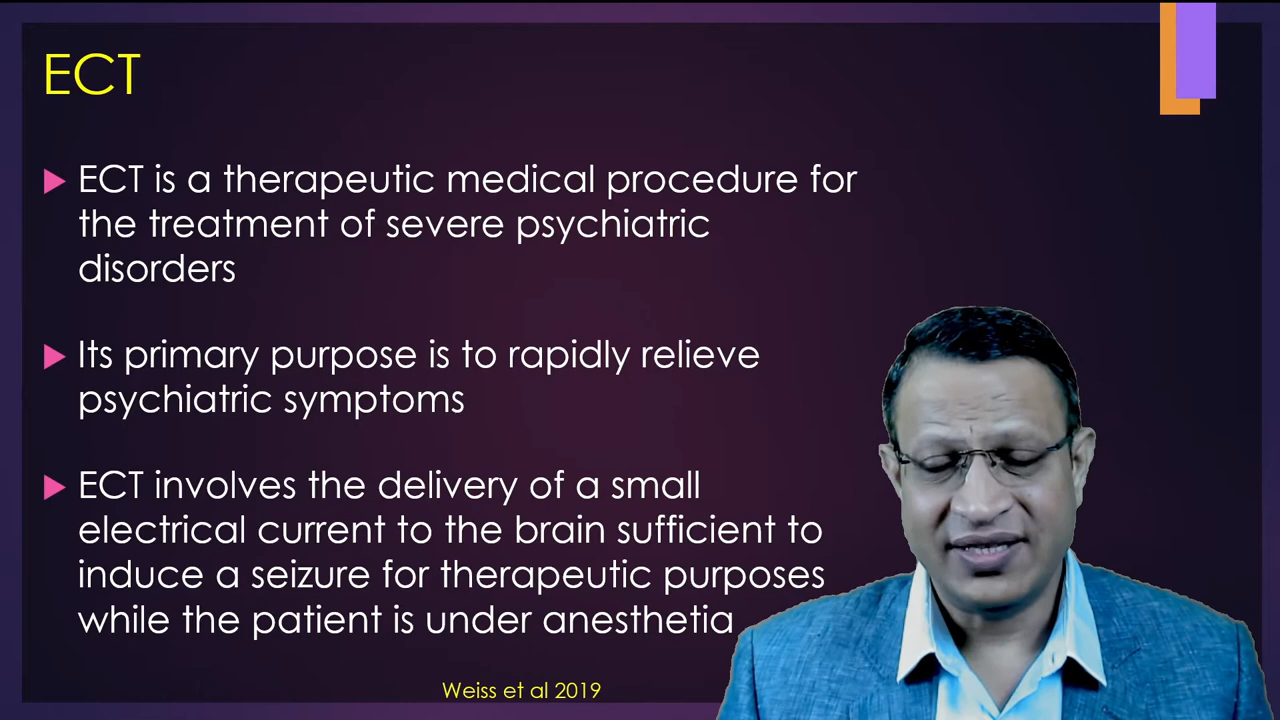 ECT
ECT is a therapeutic medical procedure for
the treatment of severe psychiatric
disorders
Its primary purpose is to rapidly relieve
psychiatric symptoms
ECT involves the delivery of a small
electrical current to the brain sufficient to
induce a seizure for therapeutic purposes
while the patient is under anesthetia
Weiss et al 2019